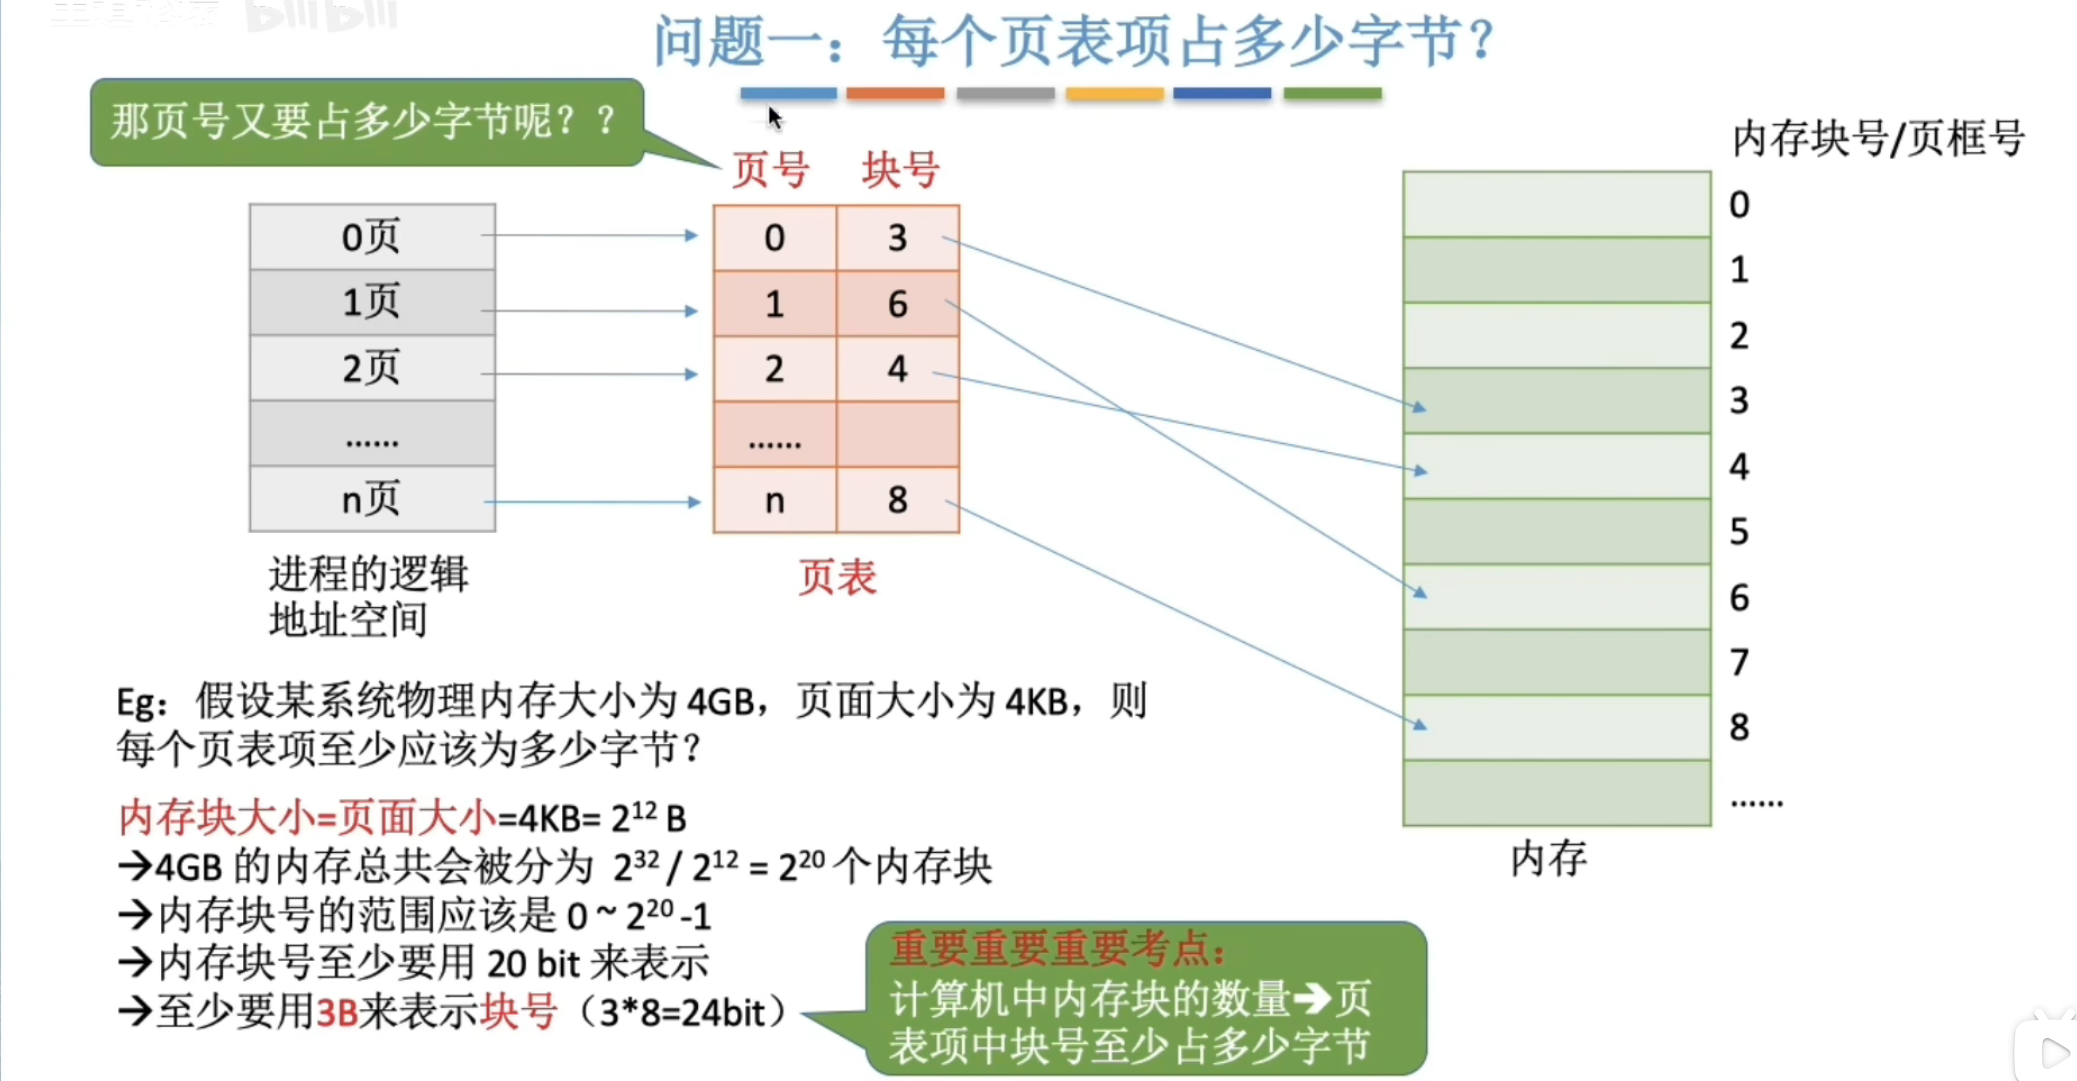 bilibili
问题一：每个页表项占多少字节？
那页号又要占多少字节呢？？
页号 块号
0页
1页
2页
......
n页
进程的逻辑
地址空间
0 3
1 6
2 4
......
n 8
页表
内存块号/页框号
0
1
2
3
4
5
6
7
8
......
内存
Eg：假设某系统物理内存大小为 4GB，页面大小为 4KB，则
每个页表项至少应该为多少字节？
内存块大小=页面大小=4KB= 2¹² B
→4GB 的内存总共会被分为 2³² / 2¹² = 2²⁰ 个内存块
→内存块号的范围应该是 0 ~ 2²⁰ -1
→内存块号至少要用 20 bit 来表示
→至少要用3B来表示块号（3*8=24bit）
重要重要重要考点：
计算机中内存块的数量→页
表项中块号至少占多少字节